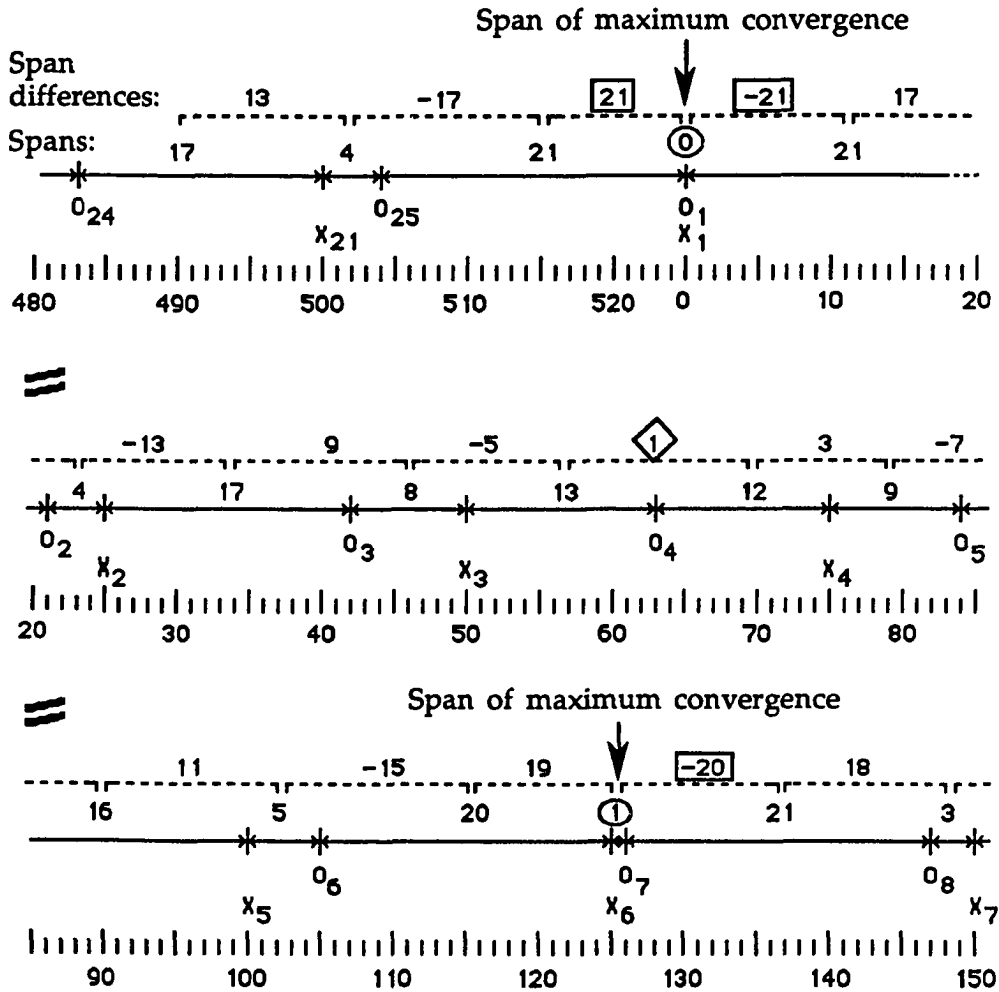 Span of maximum convergence
Span
differences: 13 -17 21 -21 17
Spans: 17 4 21 0 21
O24 O25 O1
X21 X1
480 490 500 510 520 0 10 20
-13 9 -5 1 3 -7
4 17 8 13 12 9
O2 O3 O4 O5
X2 X3 X4
20 30 40 50 60 70 80
Span of maximum convergence
11 -15 19 -20 18
16 5 20 1 21 3
O6 O7 O8
X5 X6 X7
90 100 110 120 130 140 150